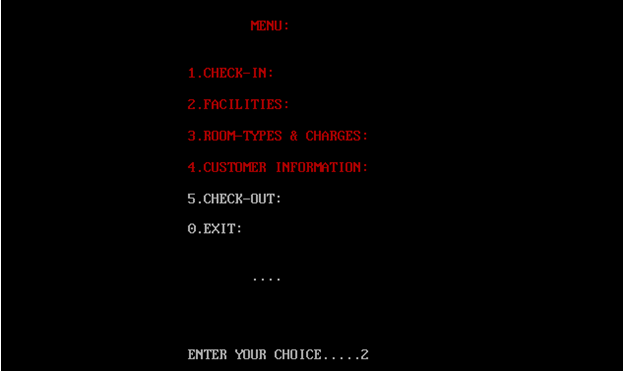 MENU:
1.CHECK-IN:
2.FACILITIES:
3.ROOM-TYPES & CHARGES:
4.CUSTOMER INFORMATION:
5.CHECK-OUT:
0.EXIT:
....
ENTER YOUR CHOICE.....2